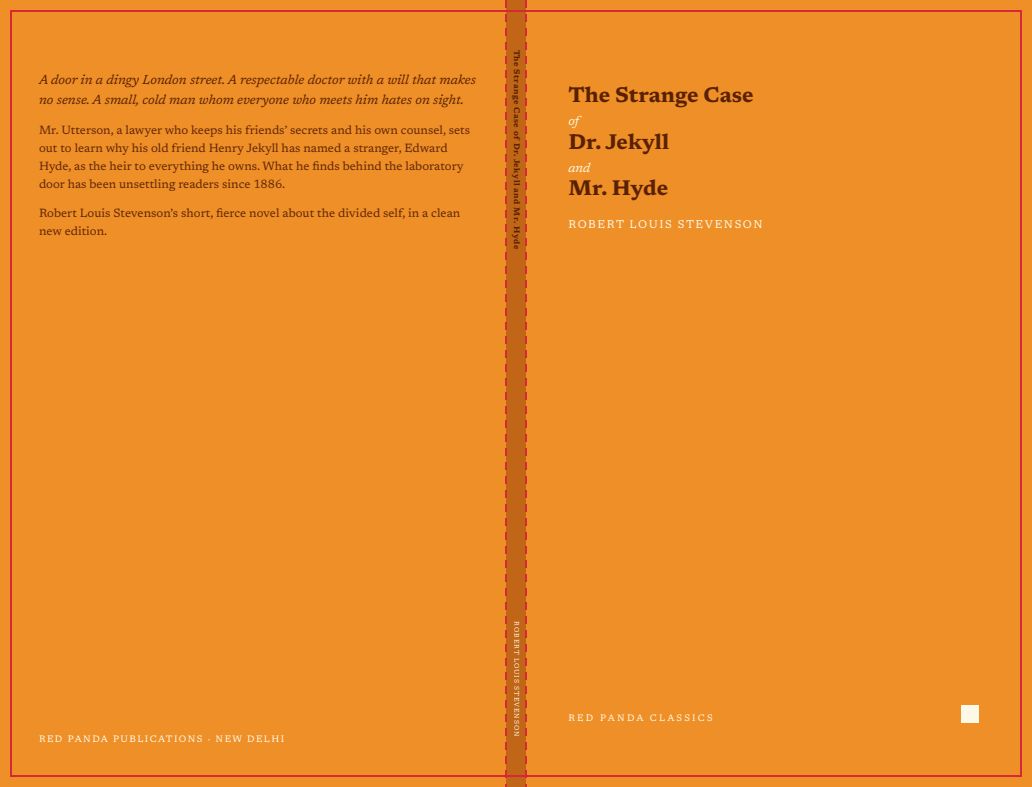 A door in a dingy London street. A respectable doctor with a will that makes
no sense. A small, cold man whom everyone who meets him hates on sight.
Mr. Utterson, a lawyer who keeps his friends’ secrets and his own counsel, sets
out to learn why his old friend Henry Jekyll has named a stranger, Edward
Hyde, as the heir to everything he owns. What he finds behind the laboratory
door has been unsettling readers since 1886.
Robert Louis Stevenson’s short, fierce novel about the divided self, in a clean
new edition.
RED PANDA PUBLICATIONS · NEW DELHI
The Strange Case of Dr. Jekyll and Mr. Hyde
ROBERT LOUIS STEVENSON
The Strange Case
of
Dr. Jekyll
and
Mr. Hyde
ROBERT LOUIS STEVENSON
RED PANDA CLASSICS